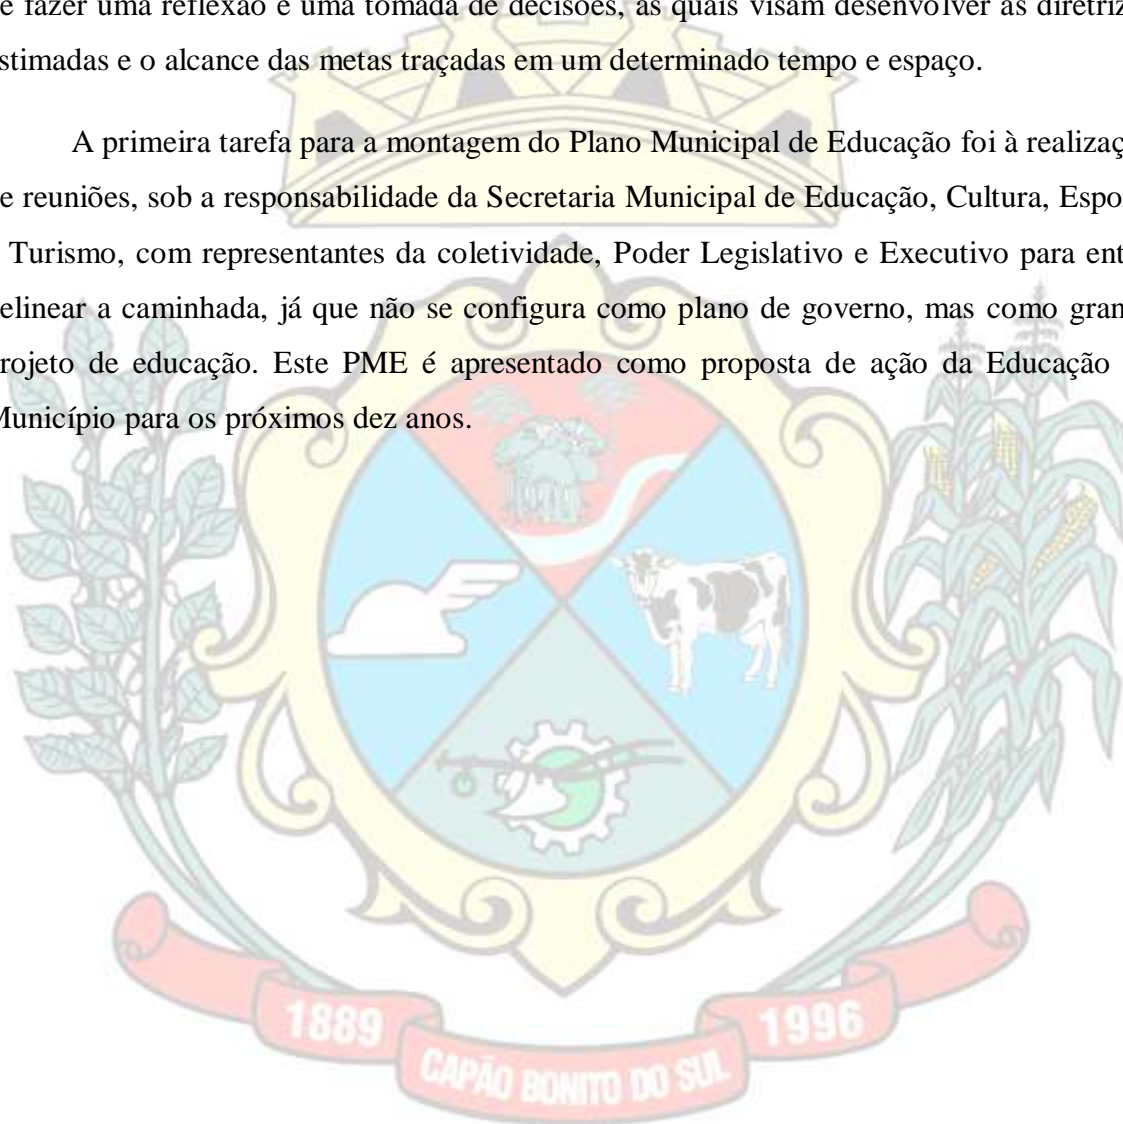 e fazer uma reflexão e uma tomada de decisões, as quais visam desenvolver as diretriz
stimadas e o alcance das metas traçadas em um determinado tempo e espaço.
A primeira tarefa para a montagem do Plano Municipal de Educação foi à realizaç
e reuniões, sob a responsabilidade da Secretaria Municipal de Educação, Cultura, Espo
Turismo, com representantes da coletividade, Poder Legislativo e Executivo para ent
elinear a caminhada, já que não se configura como plano de governo, mas como gran
rojeto de educação. Este PME é apresentado como proposta de ação da Educação
Município para os próximos dez anos.
1889
CAPÃO BONITO DO SUL
1996